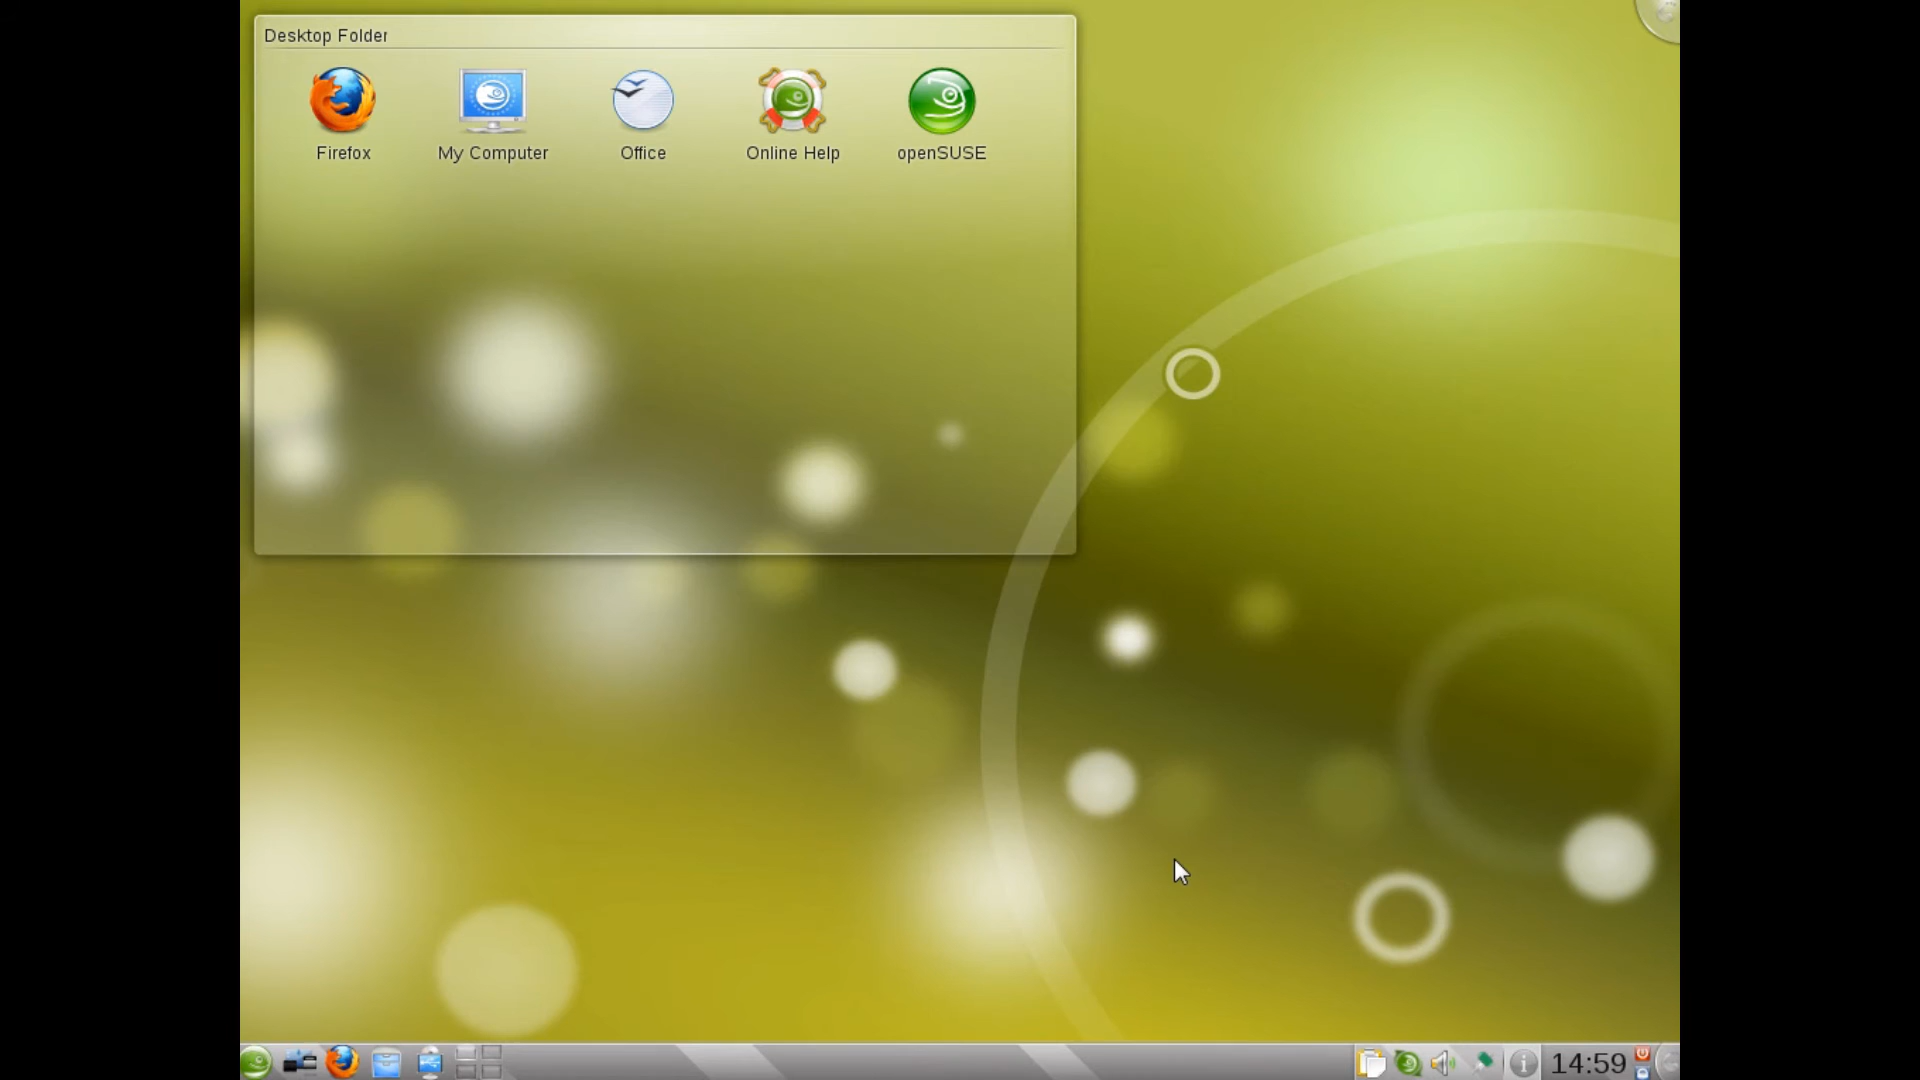 Desktop Folder
Firefox
My Computer
Office
Online Help
openSUSE
14:59